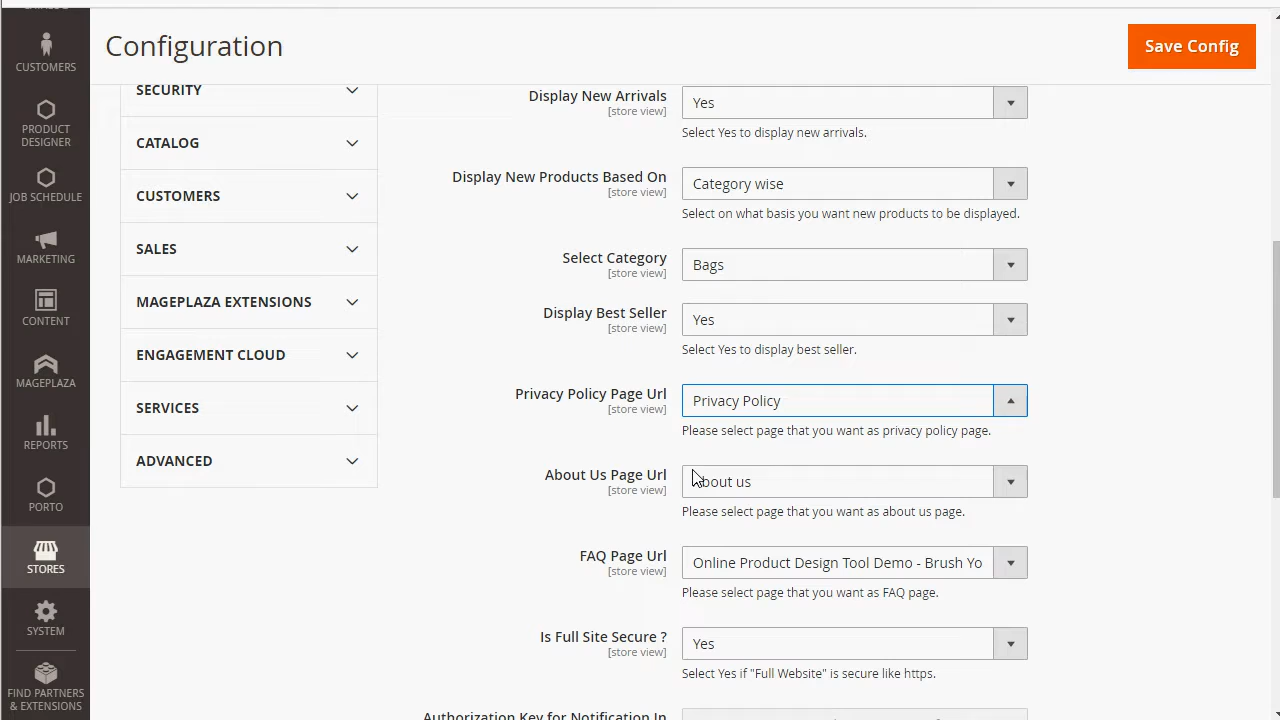 Configuration
Save Config
CUSTOMERS
PRODUCT
DESIGNER
JOB SCHEDULE
MARKETING
CONTENT
MAGEPLAZA
REPORTS
PORTO
STORES
SYSTEM
FIND PARTNERS
& EXTENSIONS
SECURITY
CATALOG
CUSTOMERS
SALES
MAGEPLAZA EXTENSIONS
ENGAGEMENT CLOUD
SERVICES
ADVANCED
Display New Arrivals
[store view]
Yes
Select Yes to display new arrivals.
Display New Products Based On
[store view]
Category wise
Select on what basis you want new products to be displayed.
Select Category
[store view]
Bags
Display Best Seller
[store view]
Yes
Select Yes to display best seller.
Privacy Policy Page Url
[store view]
Privacy Policy
Please select page that you want as privacy policy page.
About Us Page Url
[store view]
About us
Please select page that you want as about us page.
FAQ Page Url
[store view]
Online Product Design Tool Demo - Brush Yo
Please select page that you want as FAQ page.
Is Full Site Secure ?
[store view]
Yes
Select Yes if "Full Website" is secure like https.
Authorization Key for Notification In